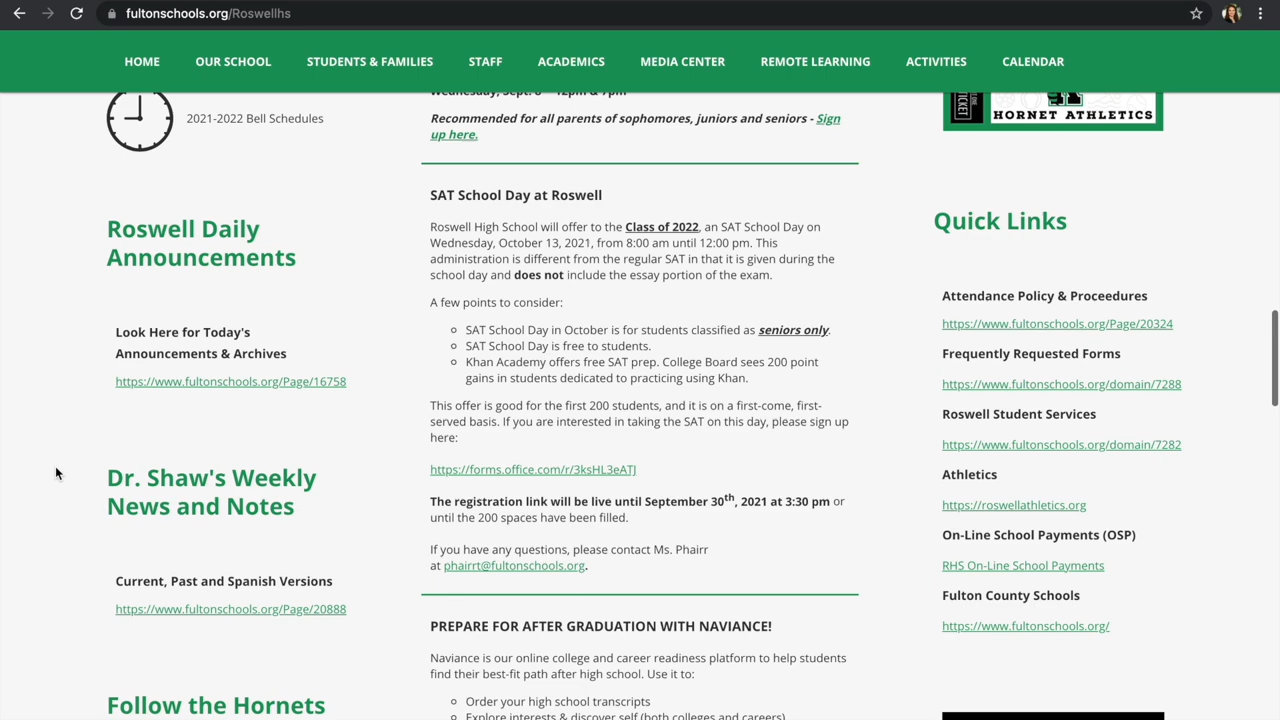 fultonschools.org/Roswellhs
HOME OUR SCHOOL STUDENTS & FAMILIES STAFF ACADEMICS MEDIA CENTER REMOTE LEARNING ACTIVITIES CALENDAR
2021-2022 Bell Schedules
Roswell Daily
Announcements
Look Here for Today's
Announcements & Archives
https://www.fultonschools.org/Page/16758
Dr. Shaw's Weekly
News and Notes
Current, Past and Spanish Versions
https://www.fultonschools.org/Page/20888
Follow the Hornets
Wednesday, Sept. 8 - 12pm & 7pm
Recommended for all parents of sophomores, juniors and seniors - Sign
up here.
SAT School Day at Roswell
Roswell High School will offer to the Class of 2022, an SAT School Day on
Wednesday, October 13, 2021, from 8:00 am until 12:00 pm. This
administration is different from the regular SAT in that it is given during the
school day and does not include the essay portion of the exam.
A few points to consider:
SAT School Day in October is for students classified as seniors only.
SAT School Day is free to students.
Khan Academy offers free SAT prep. College Board sees 200 point
gains in students dedicated to practicing using Khan.
This offer is good for the first 200 students, and it is on a first-come, first-
served basis. If you are interested in taking the SAT on this day, please sign up
here:
https://forms.office.com/r/3ksHL3eATJ
The registration link will be live until September 30th, 2021 at 3:30 pm or
until the 200 spaces have been filled.
If you have any questions, please contact Ms. Phairr
at phairrt@fultonschools.org.
PREPARE FOR AFTER GRADUATION WITH NAVIANCE!
Naviance is our online college and career readiness platform to help students
find their best-fit path after high school. Use it to:
Order your high school transcripts
Explore interests & discover self (both colleges and careers)
TICKET
HORNET ATHLETICS
Quick Links
Attendance Policy & Proceedures
https://www.fultonschools.org/Page/20324
Frequently Requested Forms
https://www.fultonschools.org/domain/7288
Roswell Student Services
https://www.fultonschools.org/domain/7282
Athletics
https://roswellathletics.org
On-Line School Payments (OSP)
RHS On-Line School Payments
Fulton County Schools
https://www.fultonschools.org/